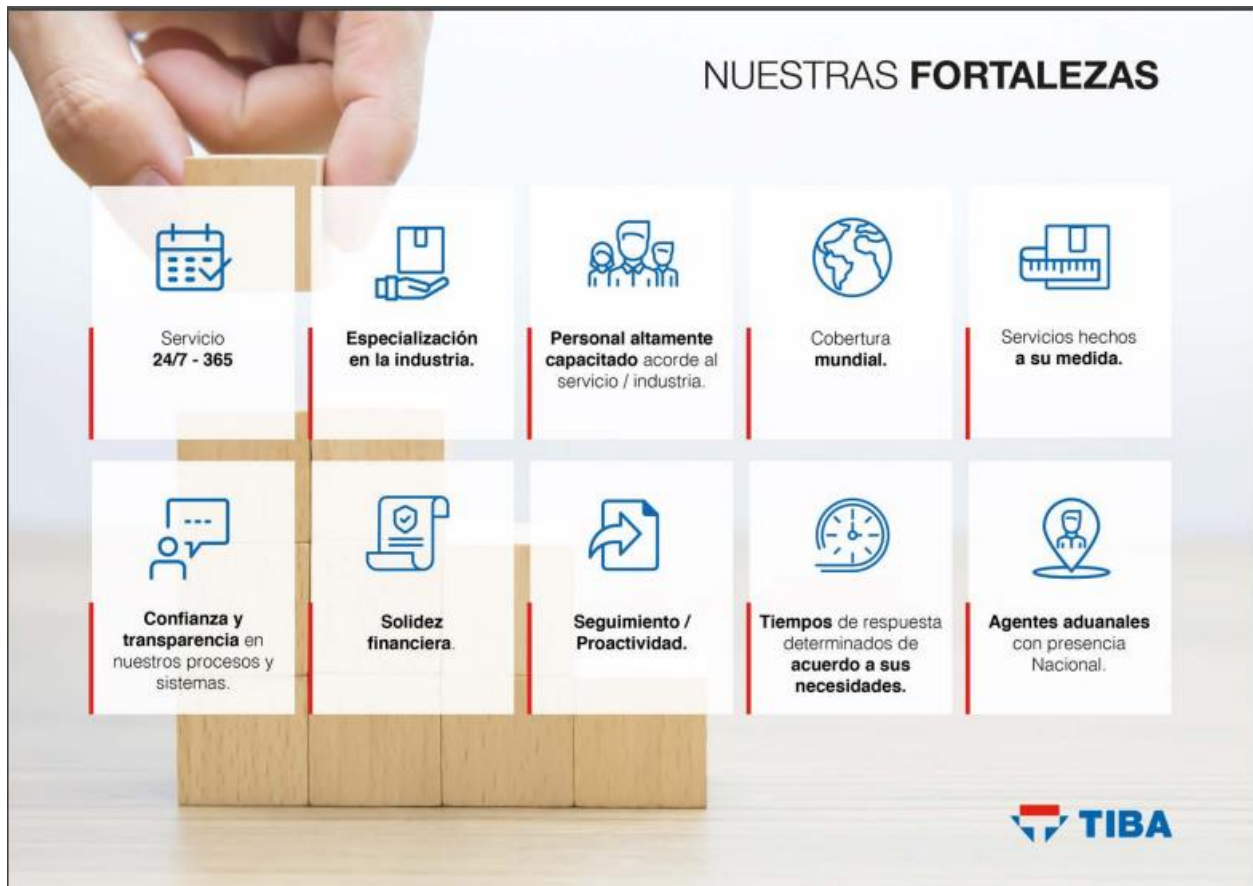 NUESTRAS FORTALEZAS
Servicio
24/7 - 365
Especialización
en la industria.
Personal altamente
capacitado acorde al
servicio / industria.
Cobertura
mundial.
Servicios hechos
a su medida.
Confianza y
transparencia en
nuestros procesos y
sistemas.
Solidez
financiera.
Seguimiento /
Proactividad.
Tiempos de respuesta
determinados de
acuerdo a sus
necesidades.
Agentes aduanales
con presencia
Nacional.
TIBA